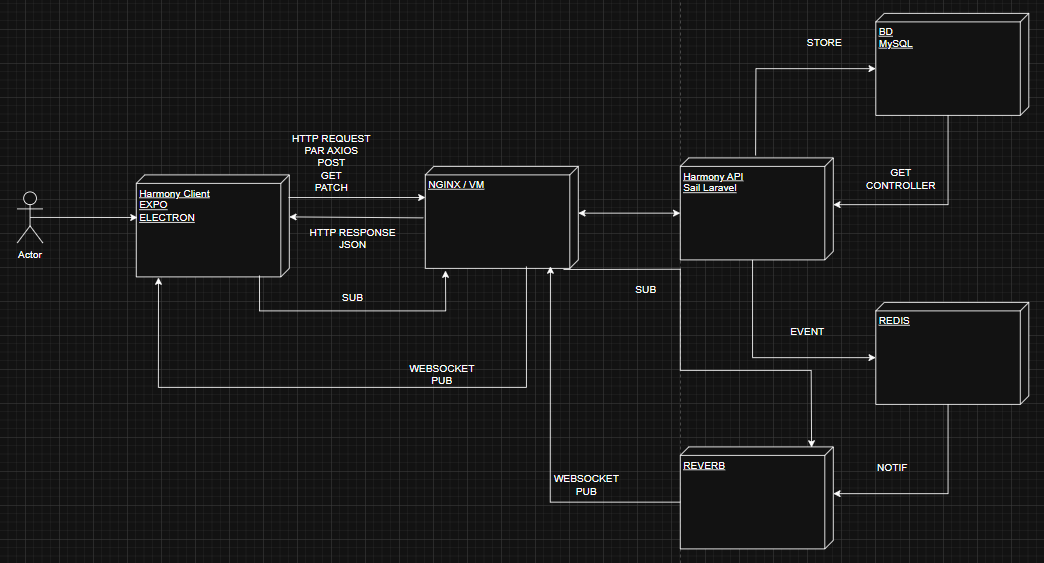 BD
MySQL
STORE
HTTP REQUEST
PAR AXIOS
POST
GET
PATCH
Harmony Client
EXPO
ELECTRON
NGINX / VM
Harmony API
Sail Laravel
GET
CONTROLLER
Actor
HTTP RESPONSE
JSON
SUB
SUB
EVENT
REDIS
WEBSOCKET
PUB
REVERB
NOTIF
WEBSOCKET
PUB